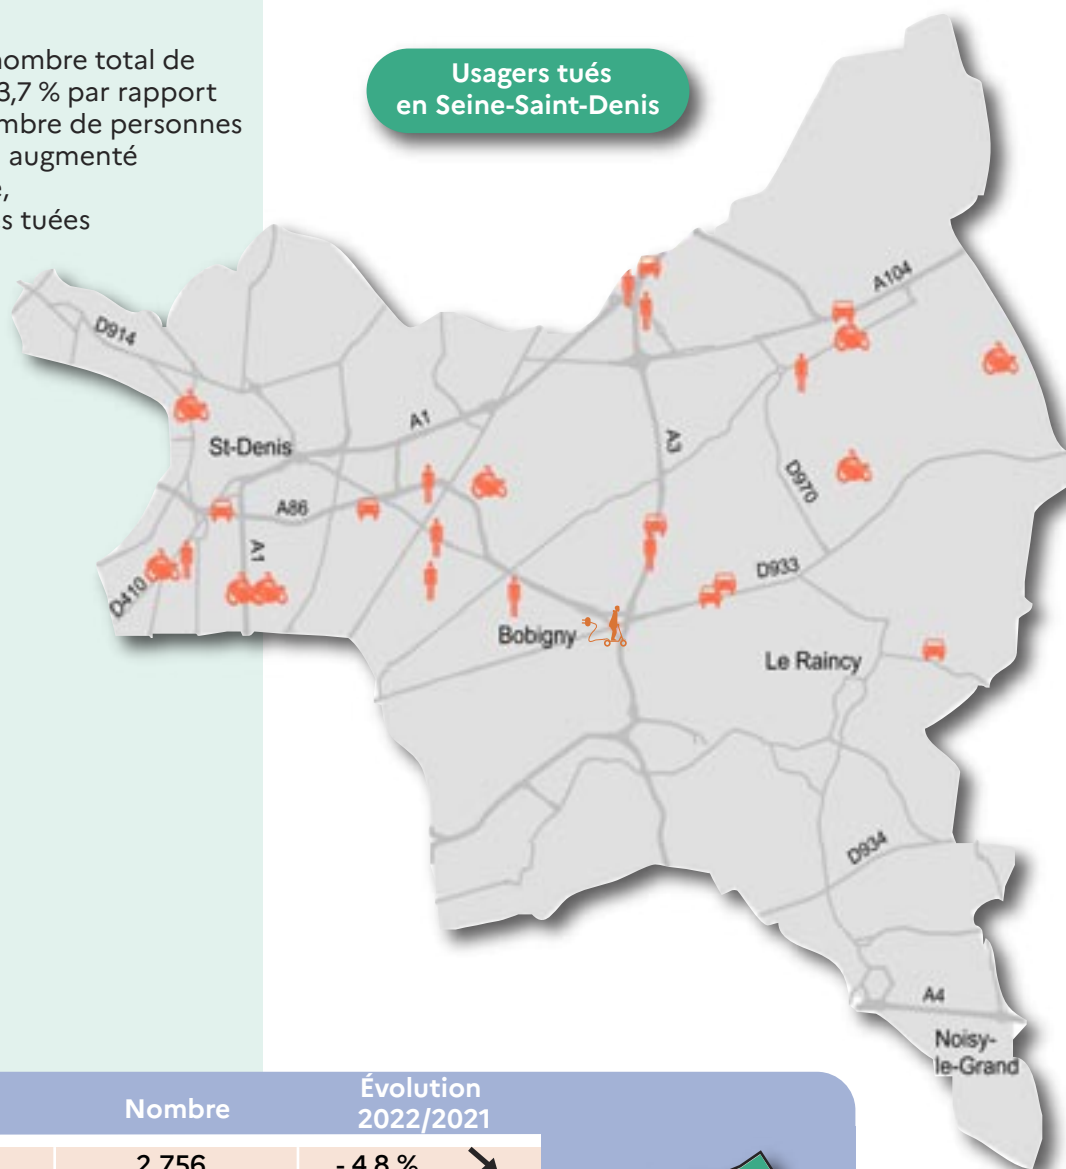 nombre total de
3,7 % par rapport
mbre de personnes
augmenté
s tuées
Usagers tués
en Seine-Saint-Denis
A104
D914
A1
St-Denis
A3
D970
A86
A1
D933
D410
Bobigny
Le Raincy
D934
A4
Noisy-
le-Grand
Nombre
Évolution
2022/2021
2 756
- 4,8 %